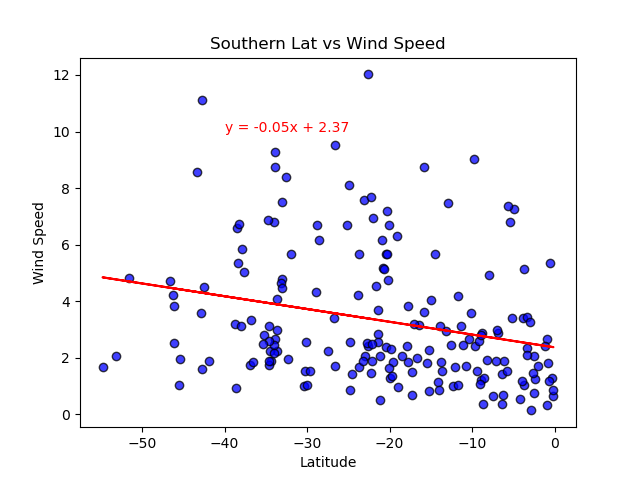 Southern Lat vs Wind Speed
12
10
8
6
4
2
0
Wind Speed
y = -0.05x + 2.37
−50 −40 −30 −20 −10 0
Latitude